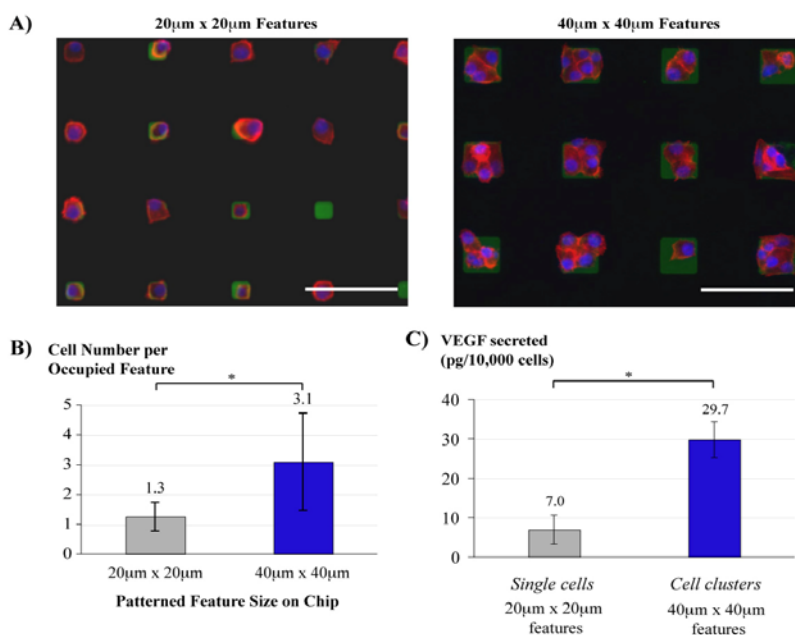 A)
20μm x 20μm Features
40μm x 40μm Features
B)
Cell Number per
Occupied Feature
*
5
4
3
2
1
0
1.3
3.1
20μm x 20μm
40μm x 40μm
Patterned Feature Size on Chip
C)
VEGF secreted
(pg/10,000 cells)
*
40
30
20
10
0
7.0
29.7
Single cells
20μm x 20μm
features
Cell clusters
40μm x 40μm
features